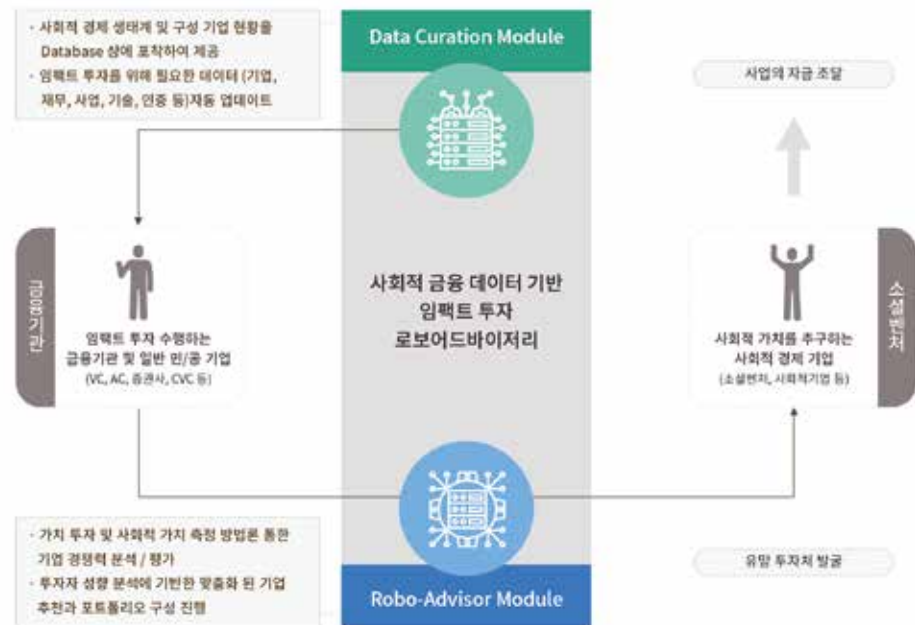 · 사회적 경제 생태계 및 구성 기업 현황을
Database 상에 포착하여 제공
· 임팩트 투자를 위해 필요한 데이터 (기업,
재무, 사업, 기술, 인증 등)자동 업데이트
Data Curation Module
사업의 자금 조달
금융기관
임팩트 투자 수행하는
금융기관 및 일반 민/공 기업
(VC, AC, 증권사, CVC 등)
사회적 금융 데이터 기반
임팩트 투자
로보어드바이저리
사회적 가치를 추구하는
사회적 경제 기업
(소셜벤처, 사회적기업 등)
소셜벤처
· 가치 투자 및 사회적 가치 측정 방법론 통한
기업 경쟁력 분석 / 평가
· 투자자 성향 분석에 기반한 맞춤화 된 기업
추천과 포트폴리오 구성 진행
Robo-Advisor Module
유망 투자처 발굴